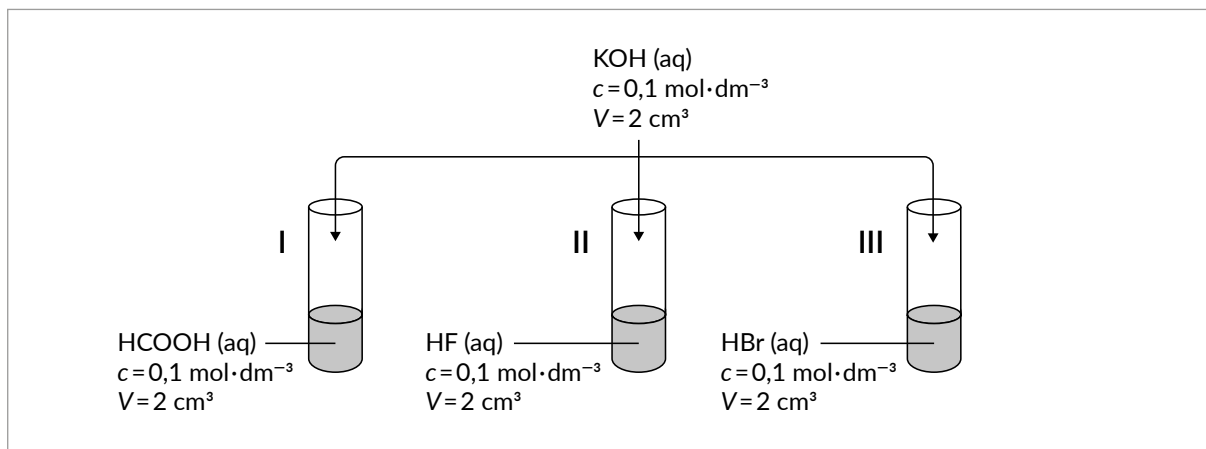 KOH (aq)
c = 0,1 mol·dm⁻³
V = 2 cm³
I
II
III
HCOOH (aq)
c = 0,1 mol·dm⁻³
V = 2 cm³
HF (aq)
c = 0,1 mol·dm⁻³
V = 2 cm³
HBr (aq)
c = 0,1 mol·dm⁻³
V = 2 cm³